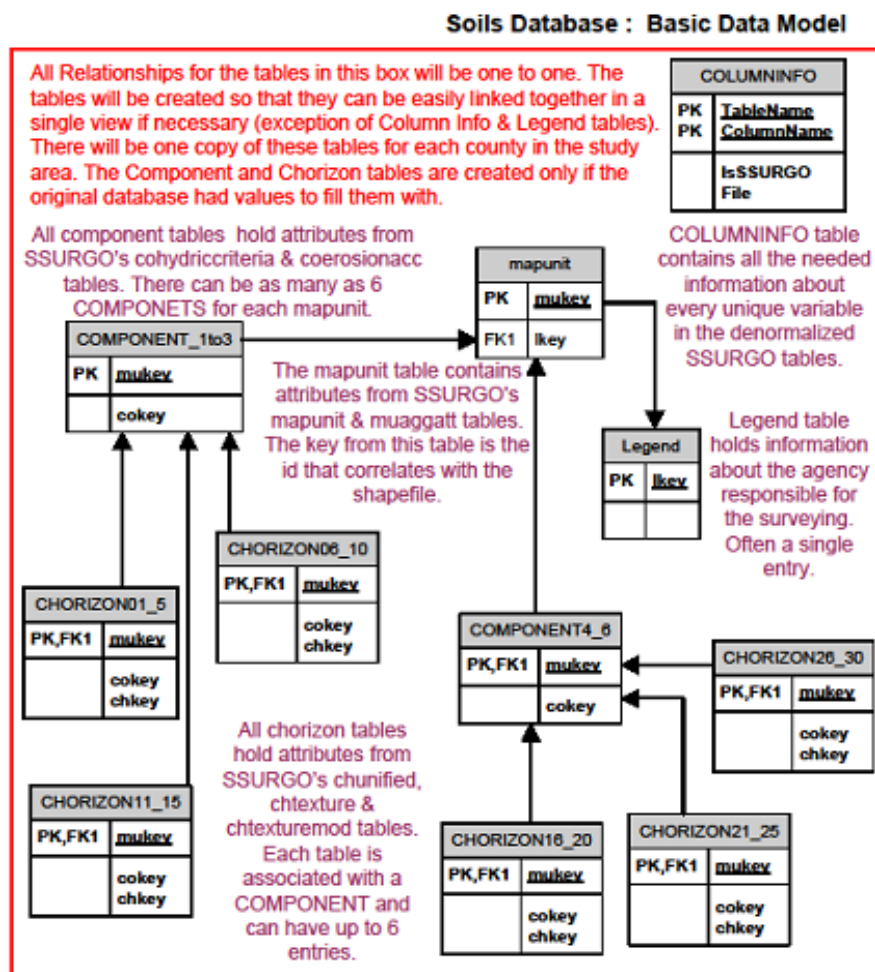 Soils Database : Basic Data Model
All Relationships for the tables in this box will be one to one. The
tables will be created so that they can be easily linked together in a
single view if necessary (exception of Column Info & Legend tables).
There will be one copy of these tables for each county in the study
area. The Component and Chorizon tables are created only if the
original database had values to fill them with.
COLUMNINFO
PK TableName
PK ColumnName
IsSSURGO
File
All component tables hold attributes from
SSURGO's cohydriccriteria & coerosionacc
tables. There can be as many as 6
COMPONETS for each mapunit.
mapunit
PK mukey
FK1 lkey
COLUMNINFO table
contains all the needed
information about
every unique variable
in the denormalized
SSURGO tables.
COMPONENT_1to3
PK mukey
cokey
The mapunit table contains
attributes from SSURGO's
mapunit & muaggatt tables.
The key from this table is the
id that correlates with the
shapefile.
Legend
PK lkey
Legend table
holds information
about the agency
responsible for
the surveying.
Often a single
entry.
CHORIZON06_10
PK,FK1 mukey
cokey
chkey
CHORIZON01_5
PK,FK1 mukey
cokey
chkey
COMPONENT4_6
PK,FK1 mukey
cokey
CHORIZON26_30
PK,FK1 mukey
cokey
chkey
All chorizon tables
hold attributes from
SSURGO's chunified,
chtexture &
chtexturemod tables.
Each table is
associated with a
COMPONENT and
can have up to 6
entries.
CHORIZON11_15
PK,FK1 mukey
cokey
chkey
CHORIZON16_20
PK,FK1 mukey
cokey
chkey
CHORIZON21_25
PK,FK1 mukey
cokey
chkey